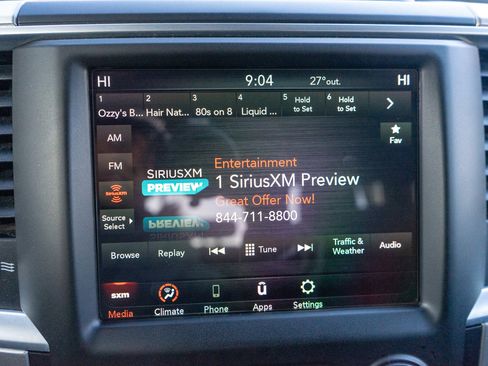 HI 9:04 27°out. HI
1 2 3 4 5 Hold to Set 6 Hold to Set
Ozzy's B... Hair Nat... 80s on 8 Liquid ...
AM
Fav
FM
SIRIUSXM
PREVIEW
Entertainment
1 SiriusXM Preview
Great Offer Now!
844-711-8800
SiriusXM
Source Select
Browse Replay Tune Traffic & Weather Audio
sxm
Media Climate Phone Apps Settings